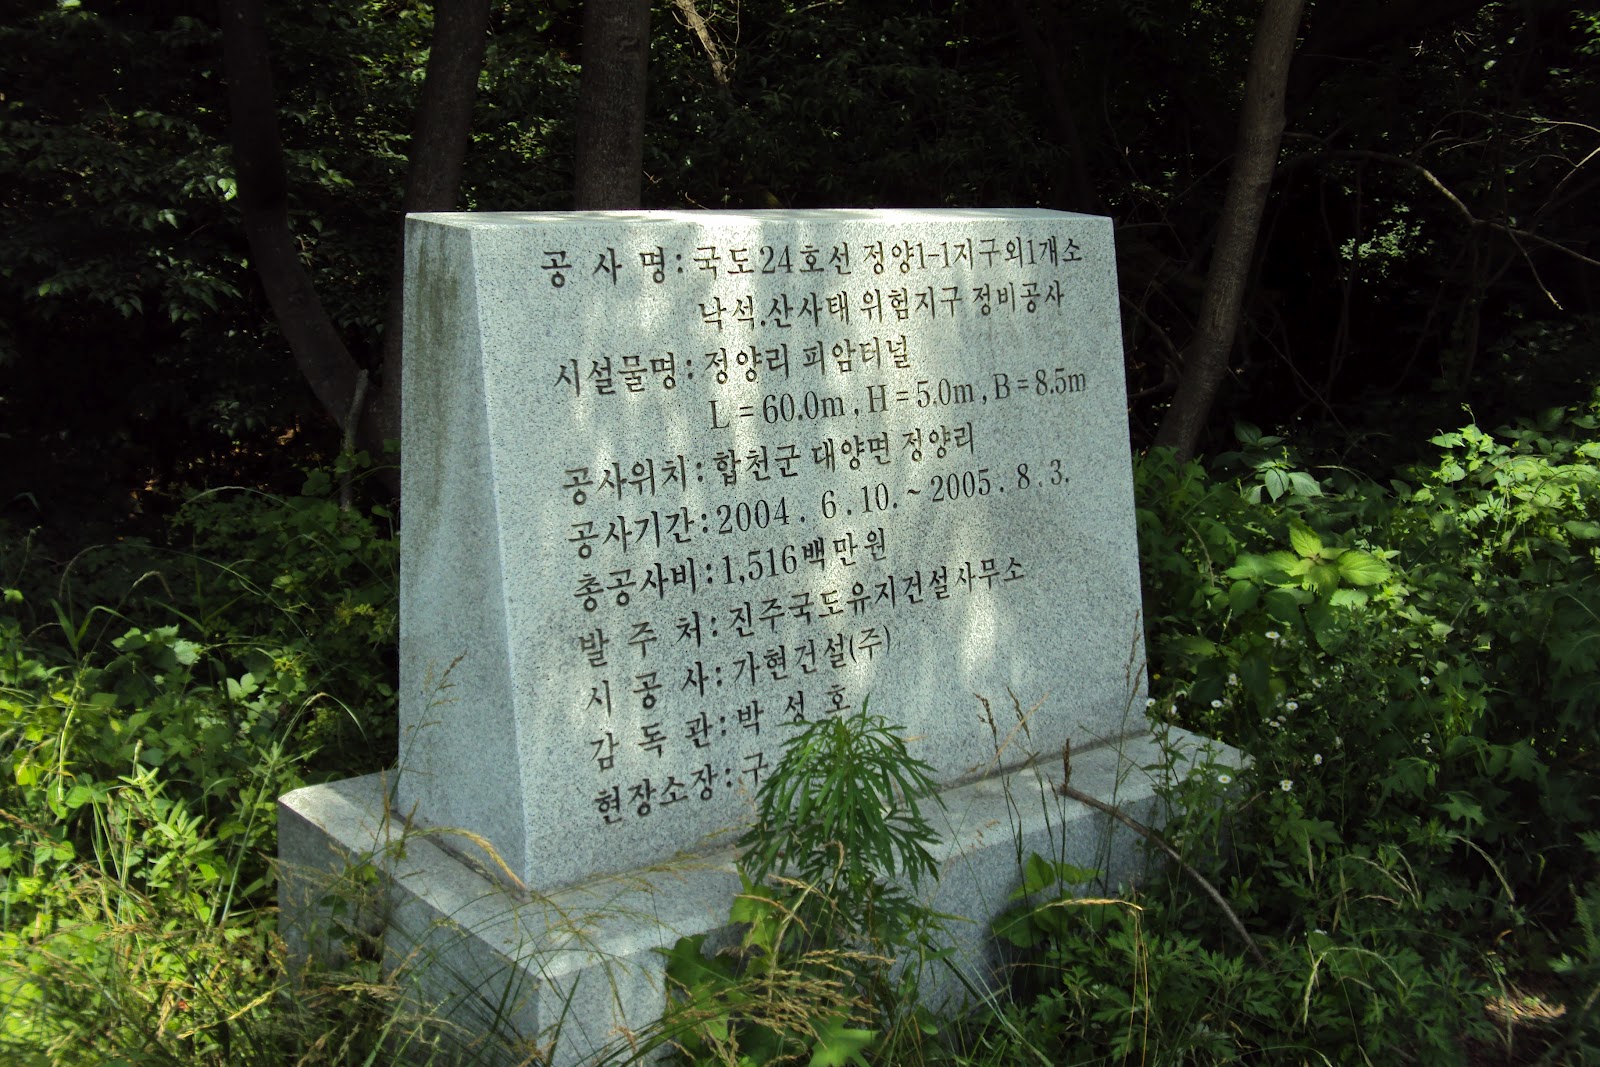 공 사 명 : 국도24호선 정양1-1지구외1개소
낙석.산사태 위험지구 정비공사
시설물명 : 정양리 피암터널
L = 60.0m , H = 5.0m , B = 8.5m
공사위치 : 합천군 대양면 정양리
공사기간 : 2004 . 6 . 10 . ~ 2005 . 8 . 3 .
총공사비 : 1,516백만원
발 주 처 : 진주국도유지건설사무소
시 공 사 : 가현건설(주)
감 독 관 : 박 성 호
현장소장 : 구